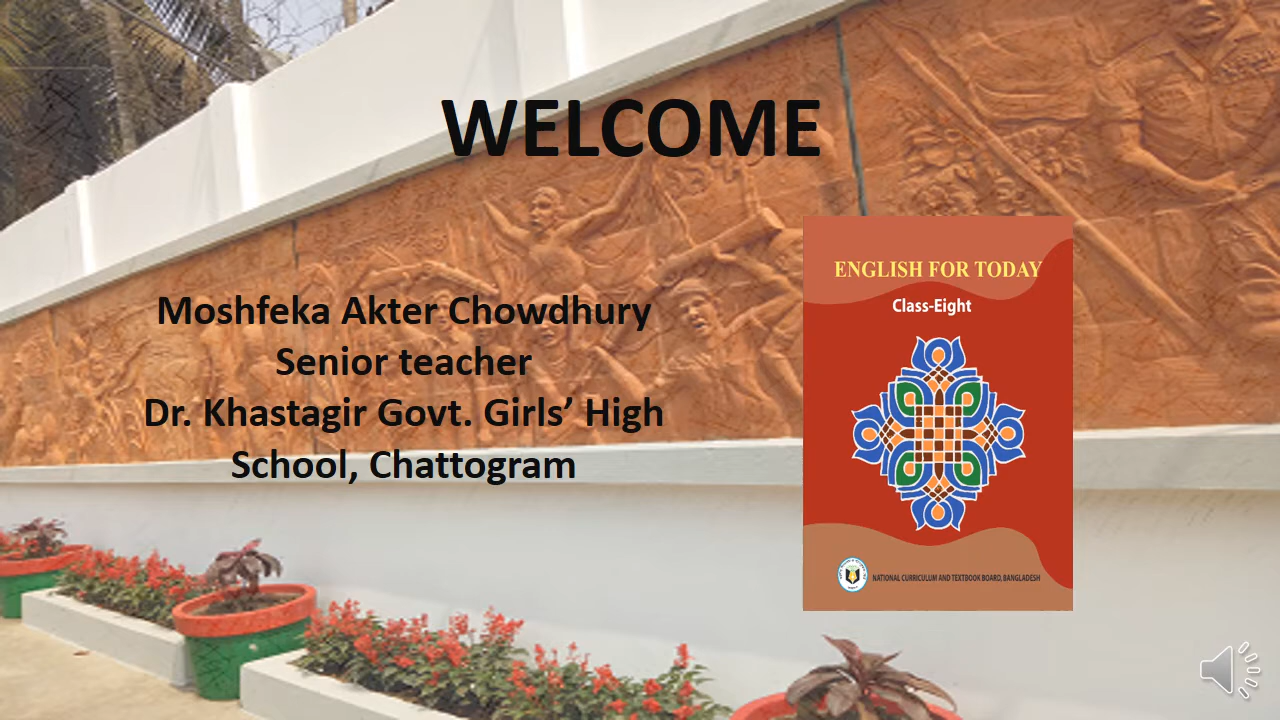 WELCOME
Moshfeka Akter Chowdhury
Senior teacher
Dr. Khastagir Govt. Girls’ High
School, Chattogram
ENGLISH FOR TODAY
Class-Eight
NATIONAL CURRICULUM AND TEXTBOOK BOARD, BANGLADESH